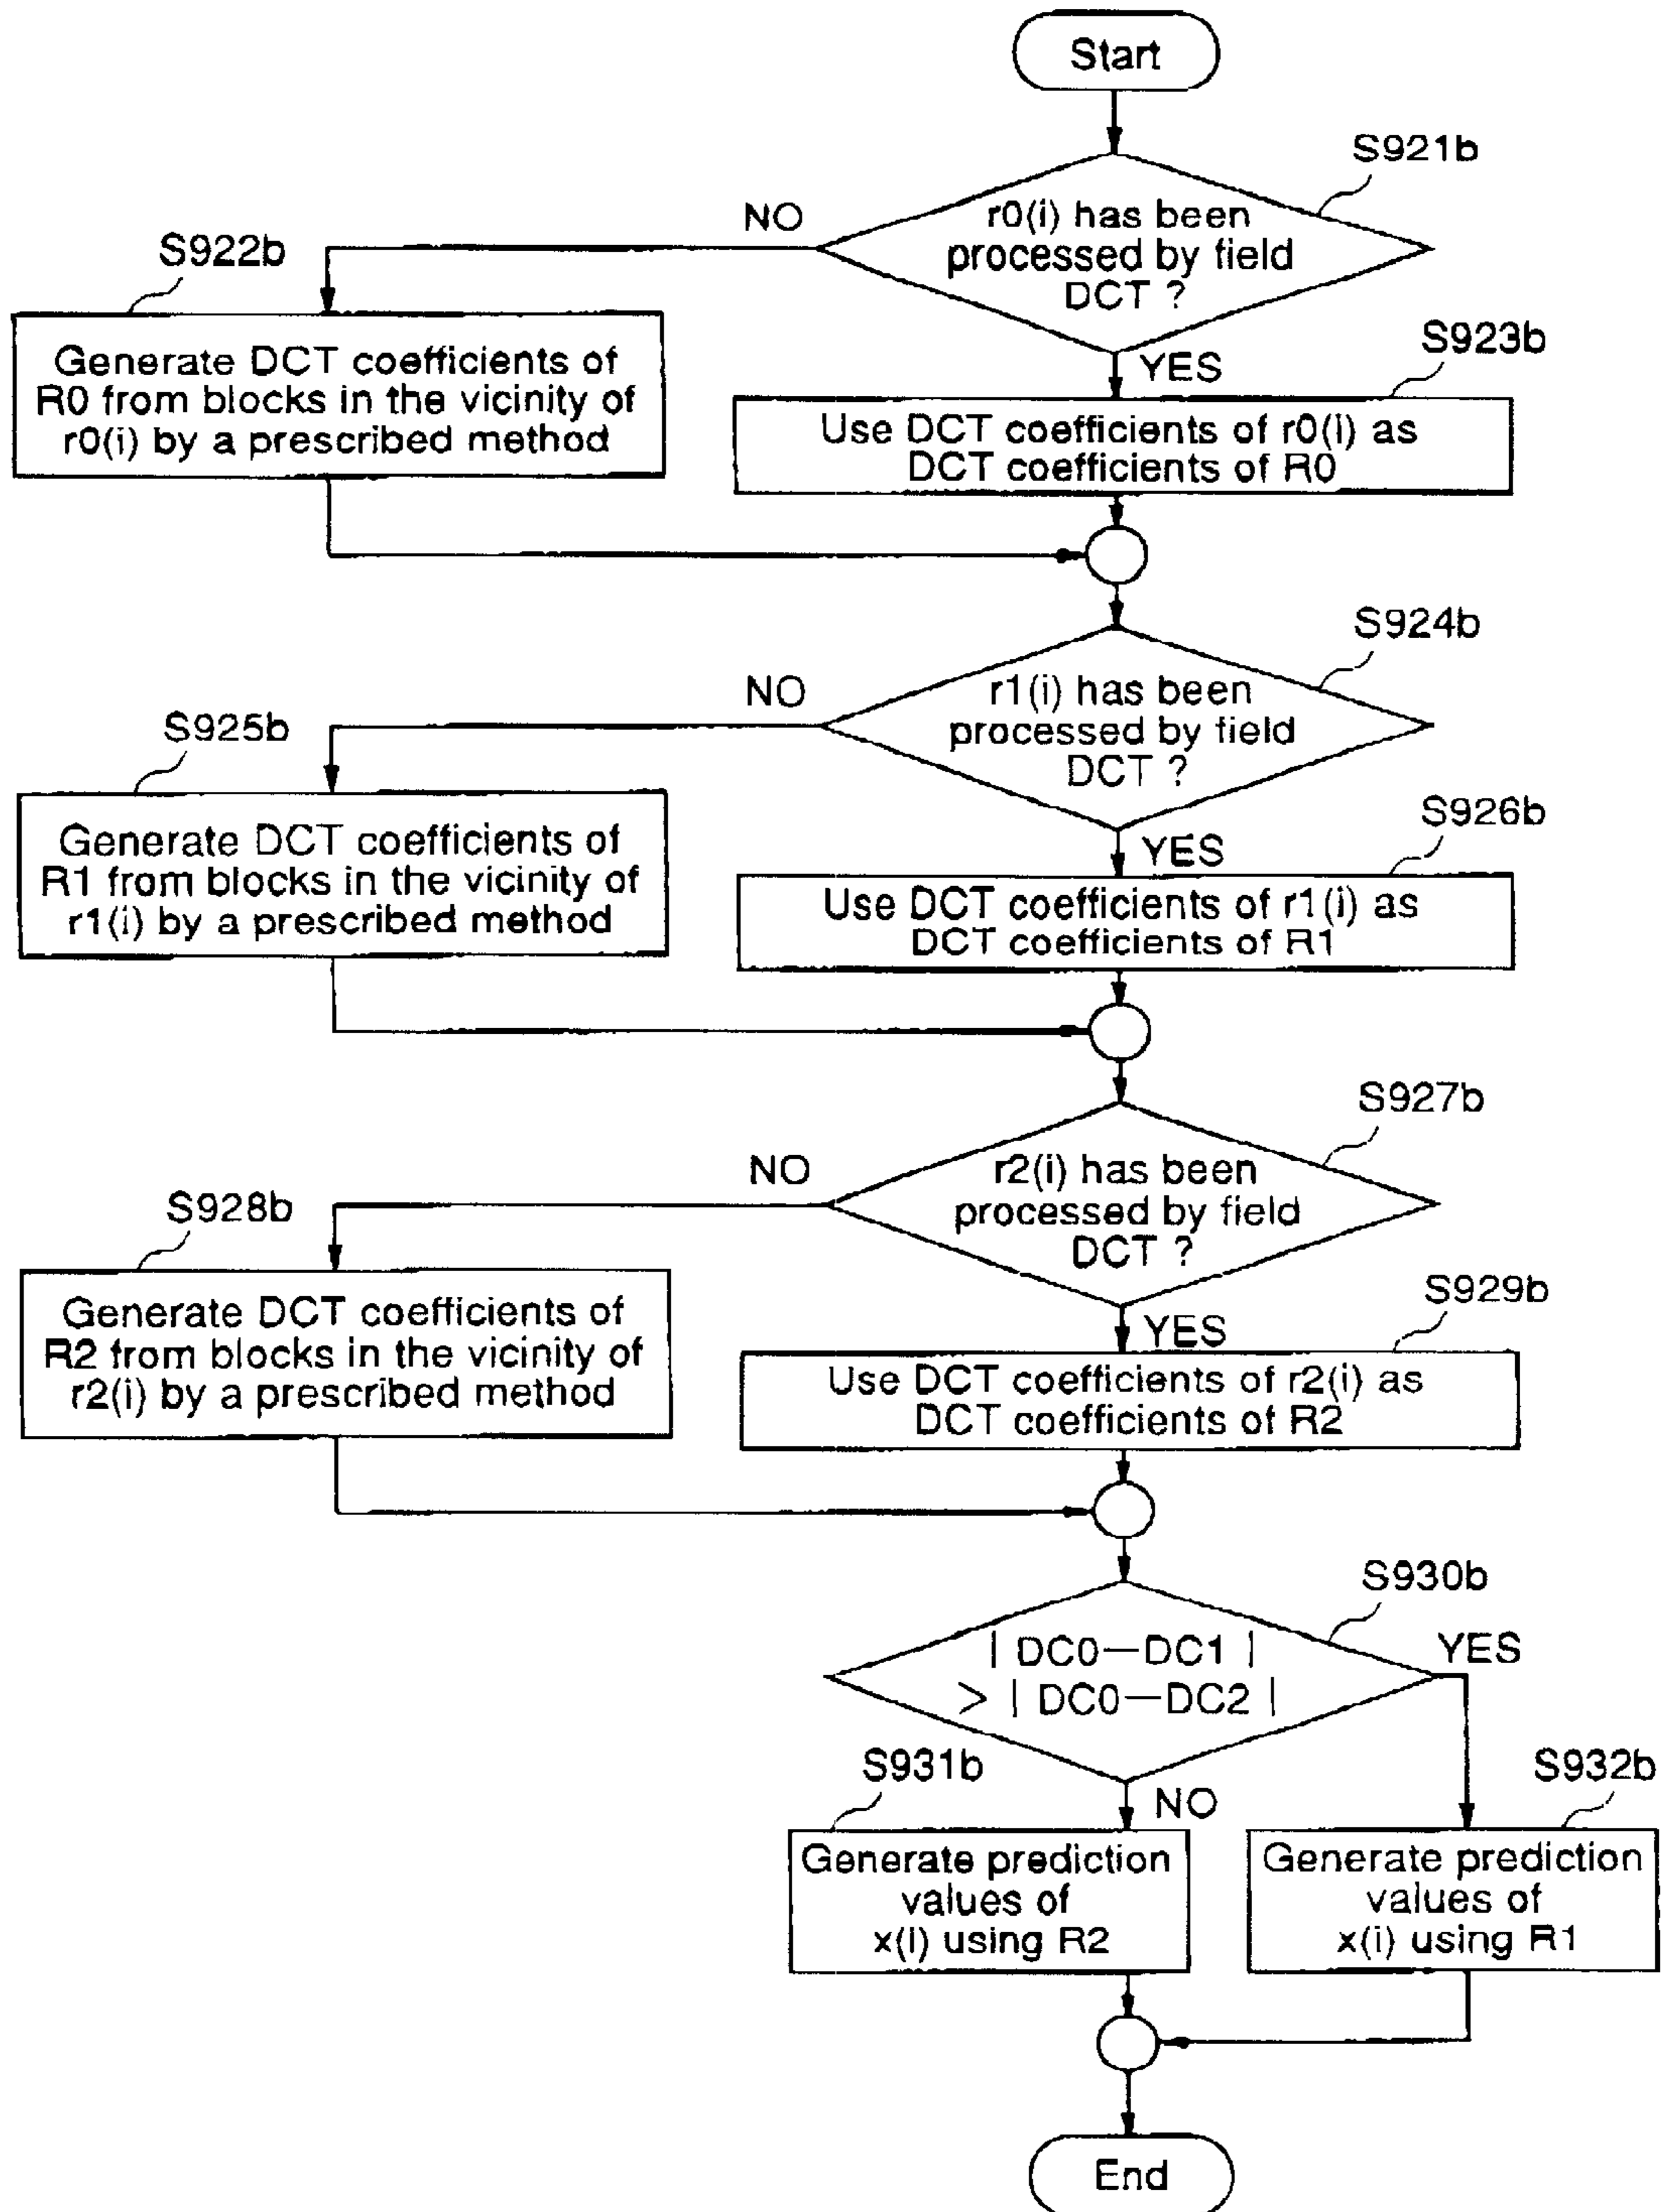 Start
S921b
r0(i) has been
processed by field
DCT ?
NO
YES
S922b
Generate DCT coefficients of
R0 from blocks in the vicinity of
r0(i) by a prescribed method
S923b
Use DCT coefficients of r0(i) as
DCT coefficients of R0
S924b
r1(i) has been
processed by field
DCT ?
NO
YES
S925b
Generate DCT coefficients of
R1 from blocks in the vicinity of
r1(i) by a prescribed method
S926b
Use DCT coefficients of r1(i) as
DCT coefficients of R1
S927b
r2(i) has been
processed by field
DCT ?
NO
YES
S928b
Generate DCT coefficients of
R2 from blocks in the vicinity of
r2(i) by a prescribed method
S929b
Use DCT coefficients of r2(i) as
DCT coefficients of R2
S930b
| DC0—DC1 |
> | DC0—DC2 |
YES
NO
S931b
Generate prediction
values of
x(i) using R2
S932b
Generate prediction
values of
x(i) using R1
End